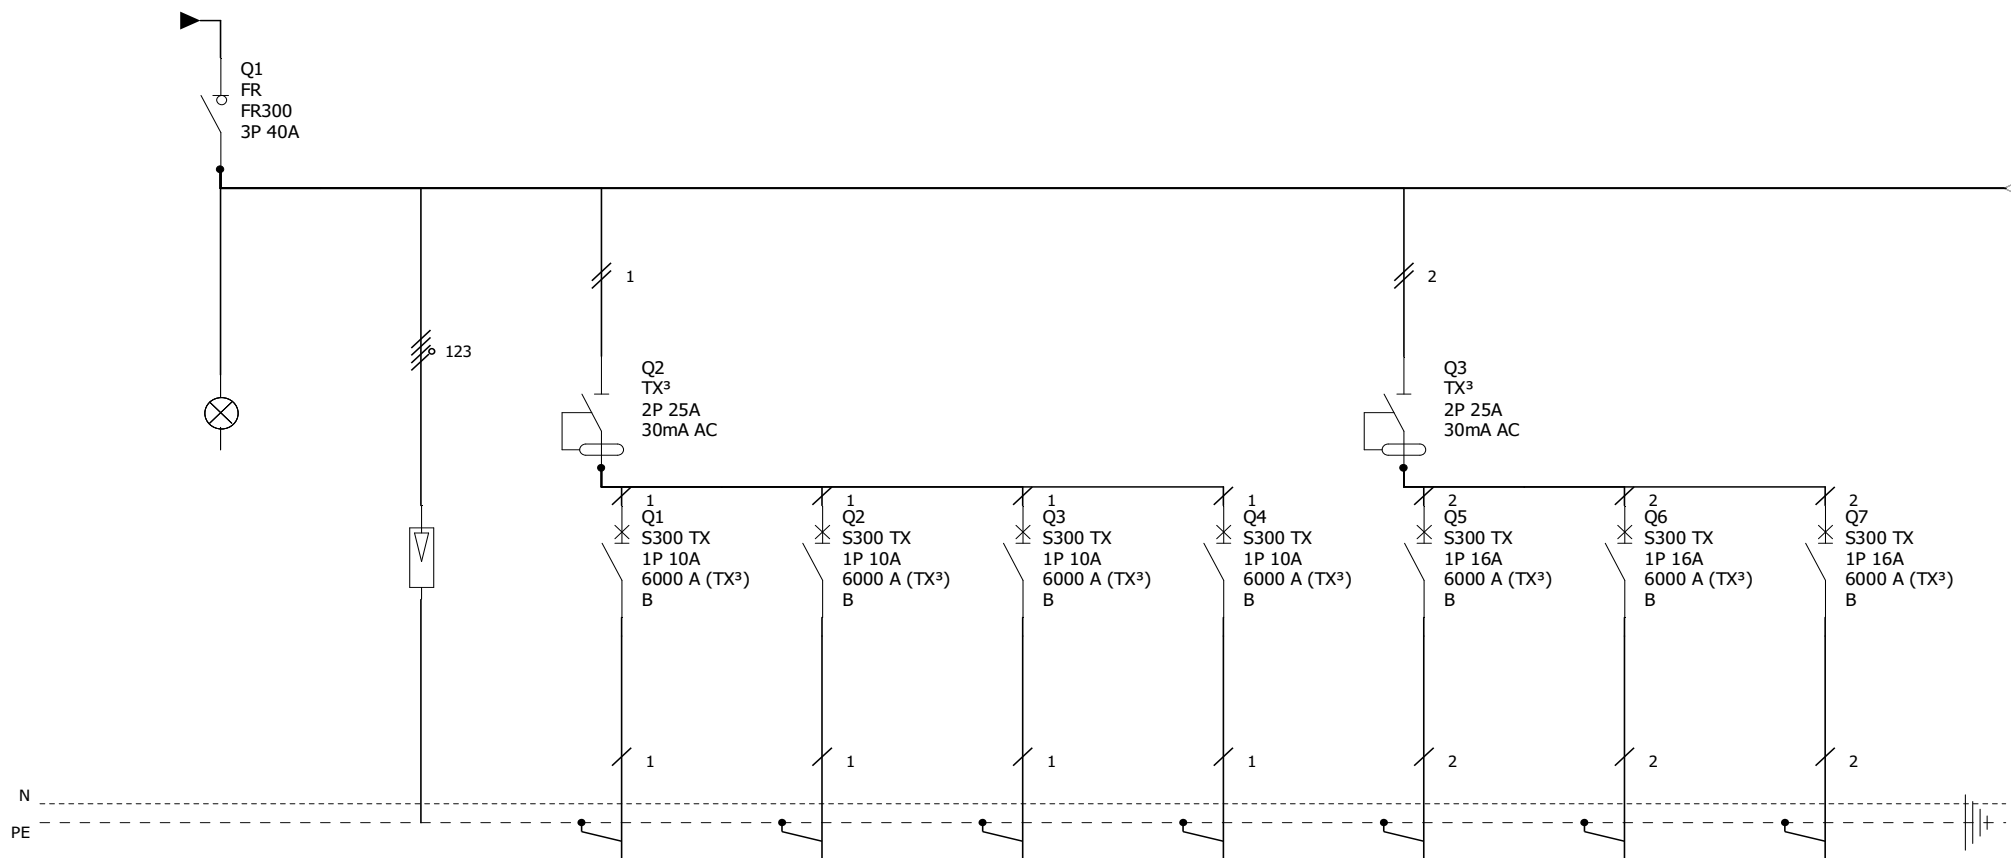 Q1
FR
FR300
3P 40A
1
2
123
Q2
TX³
2P 25A
30mA AC
Q3
TX³
2P 25A
30mA AC
1
Q1
S300 TX
1P 10A
6000 A (TX³)
B
1
Q2
S300 TX
1P 10A
6000 A (TX³)
B
1
Q3
S300 TX
1P 10A
6000 A (TX³)
B
1
Q4
S300 TX
1P 10A
6000 A (TX³)
B
2
Q5
S300 TX
1P 16A
6000 A (TX³)
B
2
Q6
S300 TX
1P 16A
6000 A (TX³)
B
2
Q7
S300 TX
1P 16A
6000 A (TX³)
B
1
1
1
1
2
2
2
N
PE